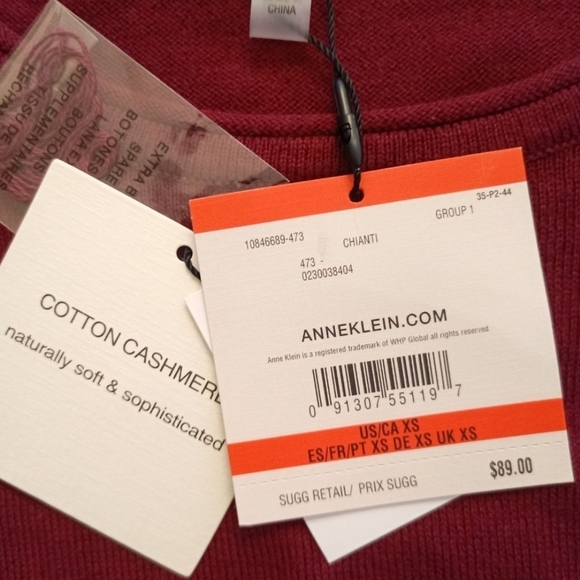 CHINA
EXTRA B
SPARE
BOTONES
LANA E
BOUTONS
SUPPLEMENTAIRES
TISSU DE
RECHA
COTTON CASHMERE
naturally soft & sophisticated
35-P2-44
GROUP 1
10846689-473 CHIANTI
473 -
0230038404
ANNEKLEIN.COM
Anne Klein is a registered trademark of WHP Global all rights reserved
0 91307 55119 7
US/CA XS
ES/FR/PT XS DE XS UK XS
$89.00
SUGG RETAIL/ PRIX SUGG